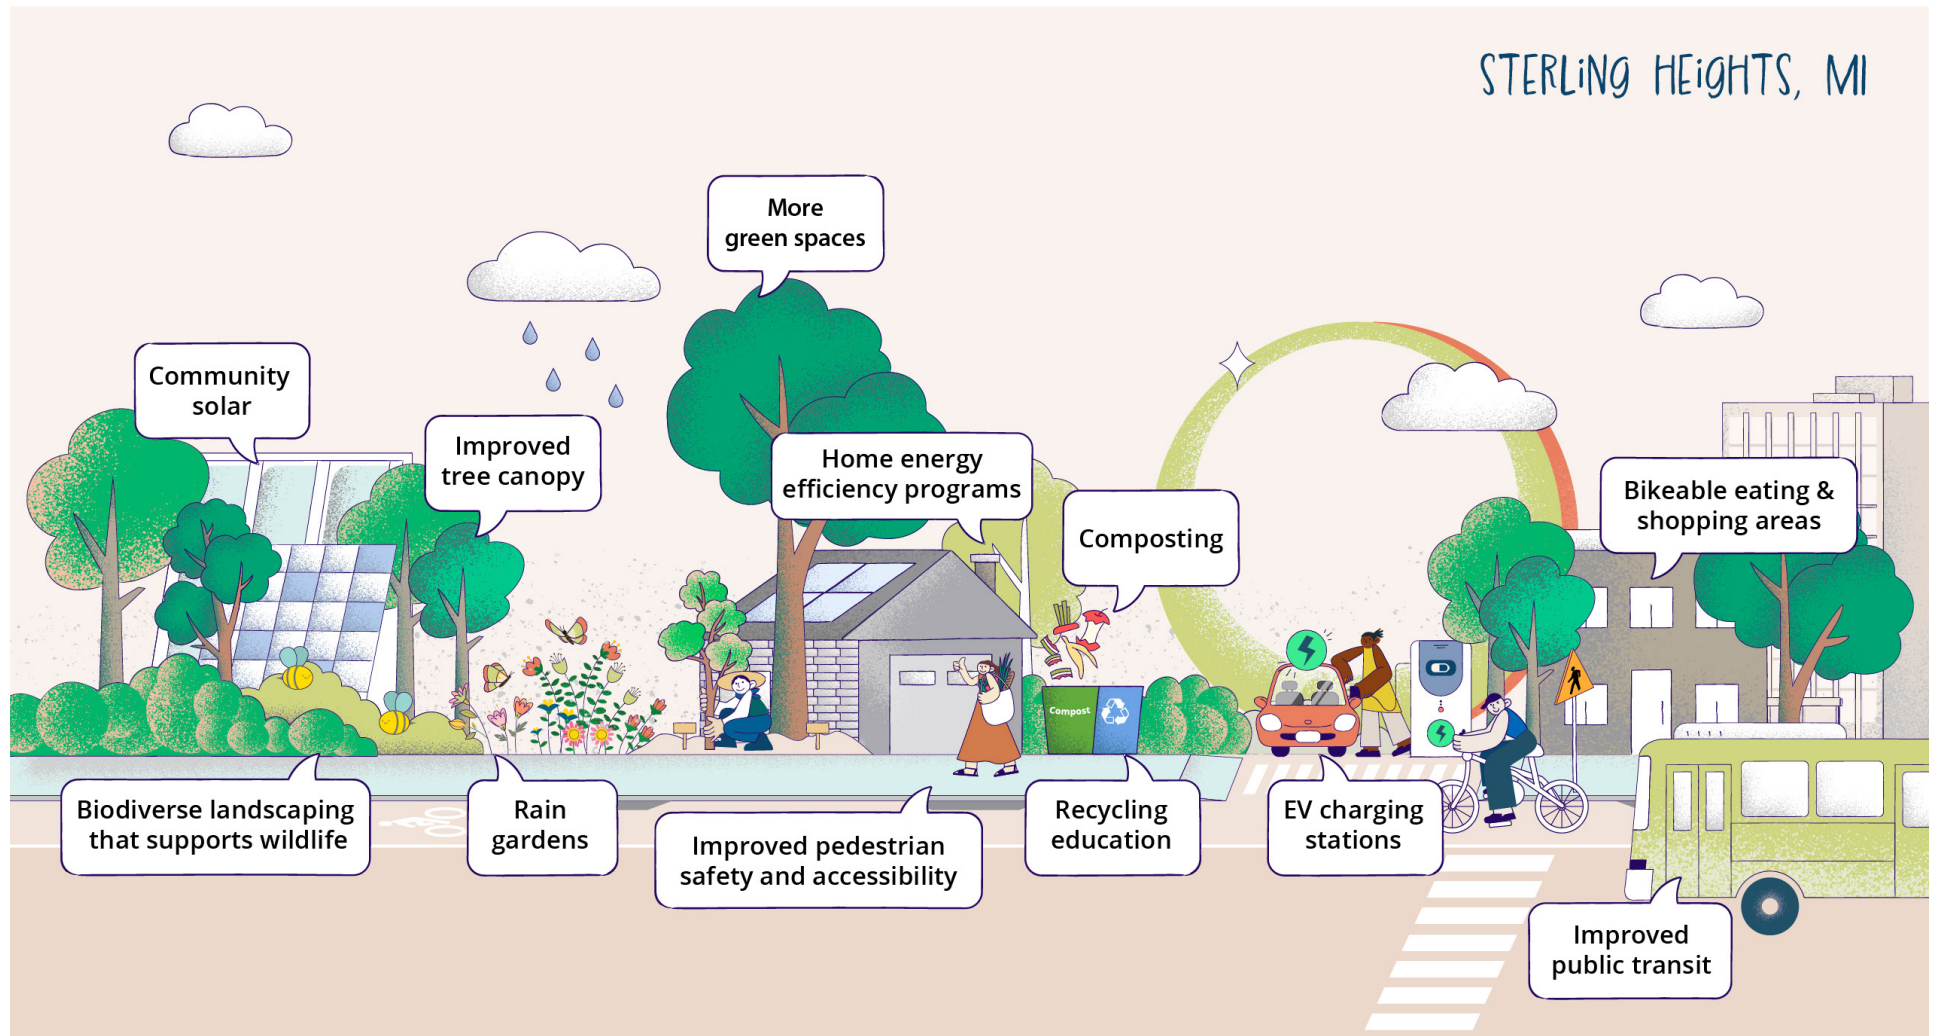 STERLING HEIGHTS, MI
More
green spaces
Community
solar
Improved
tree canopy
Home energy
efficiency programs
Composting
Bikeable eating &
shopping areas
Compost
Biodiverse landscaping
that supports wildlife
Rain
gardens
Improved pedestrian
safety and accessibility
Recycling
education
EV charging
stations
Improved
public transit